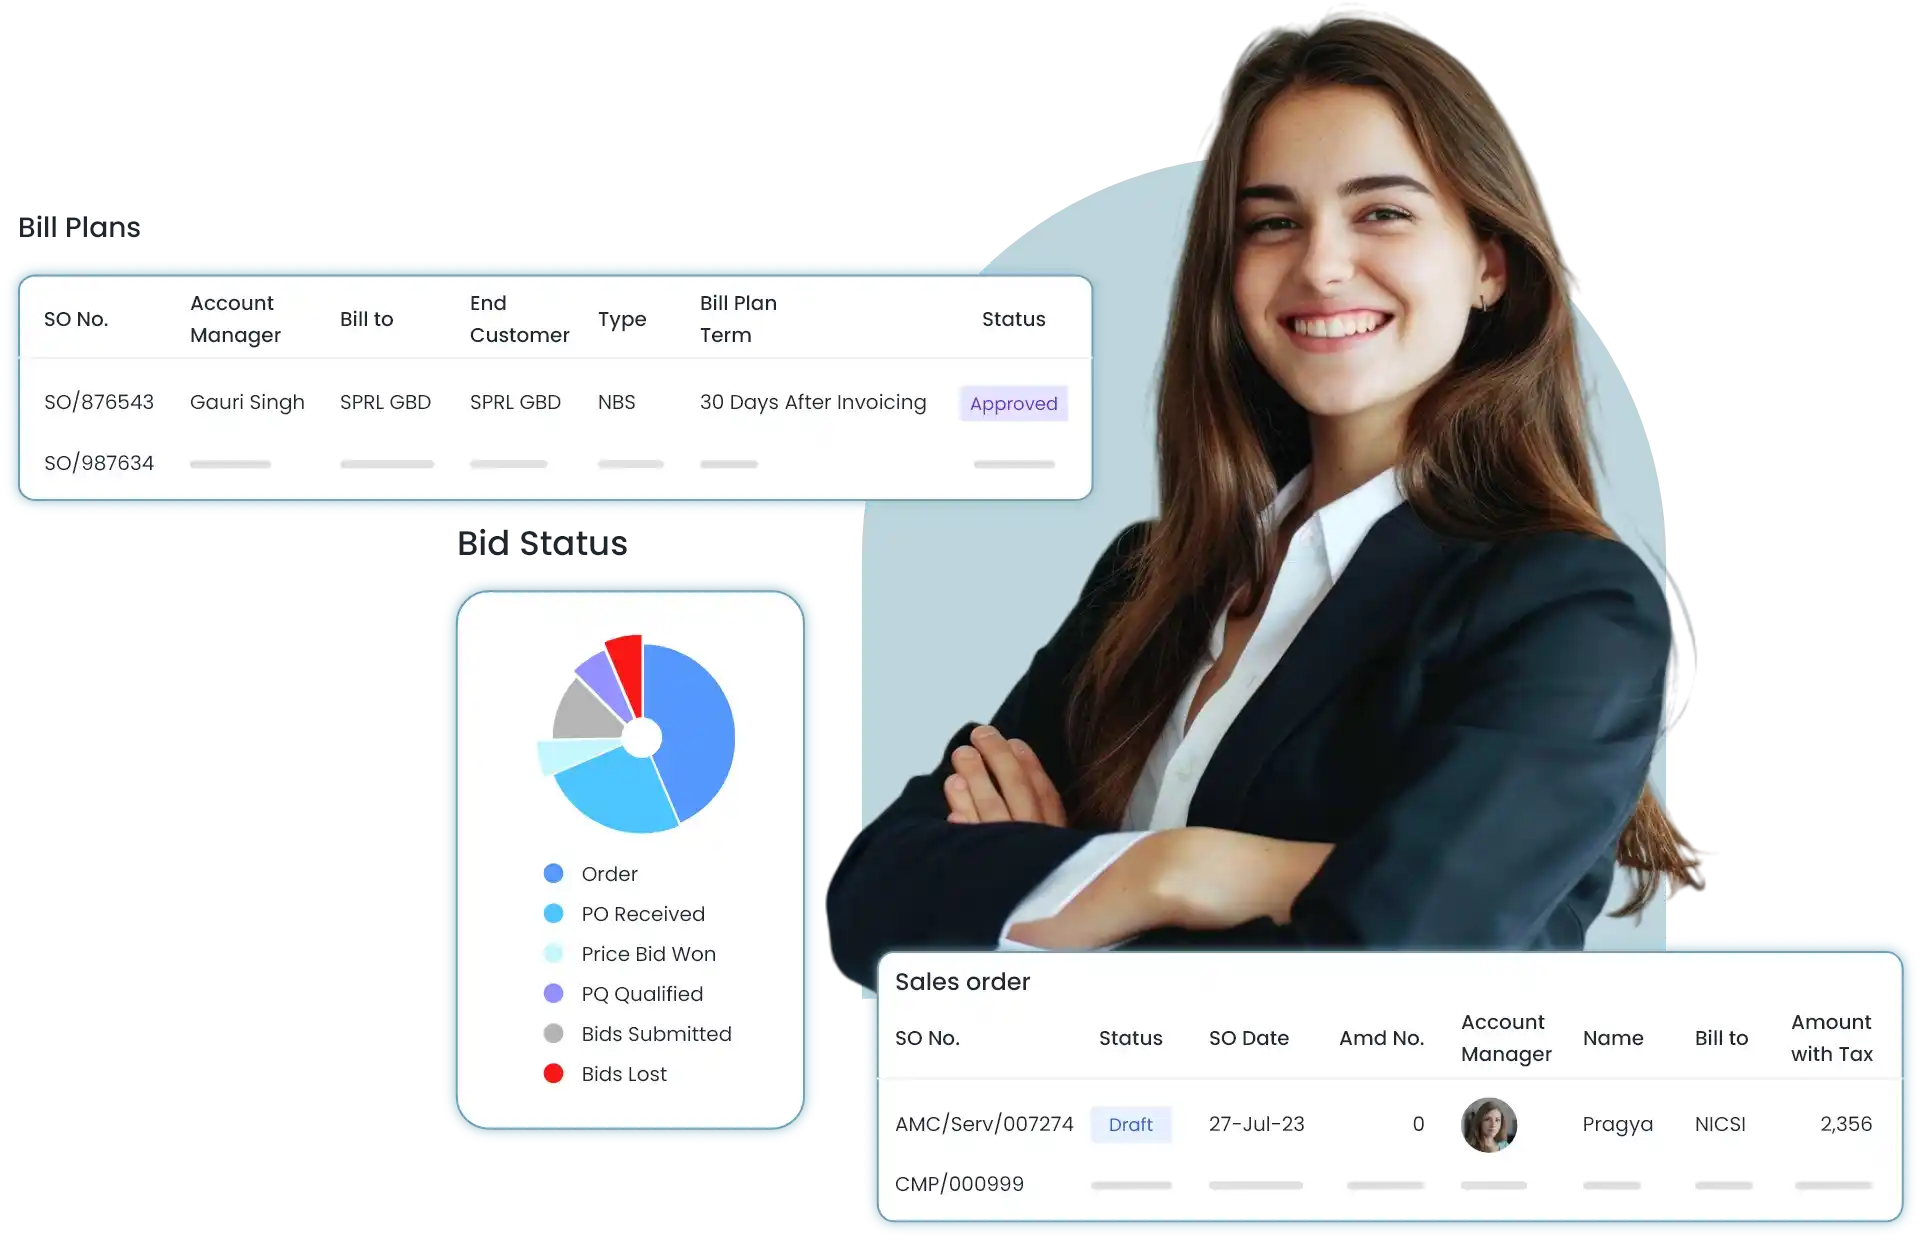 Bill Plans
SO No. Account Manager Bill to End Customer Type Bill Plan Term Status
SO/876543 Gauri Singh SPRL GBD SPRL GBD NBS 30 Days After Invoicing Approved
SO/987634
Bid Status
Order
PO Received
Price Bid Won
PQ Qualified
Bids Submitted
Bids Lost
Sales order
SO No. Status SO Date Amd No. Account Manager Name Bill to Amount with Tax
AMC/Serv/007274 Draft 27-Jul-23 0 Pragya NICSI 2,356
CMP/000999